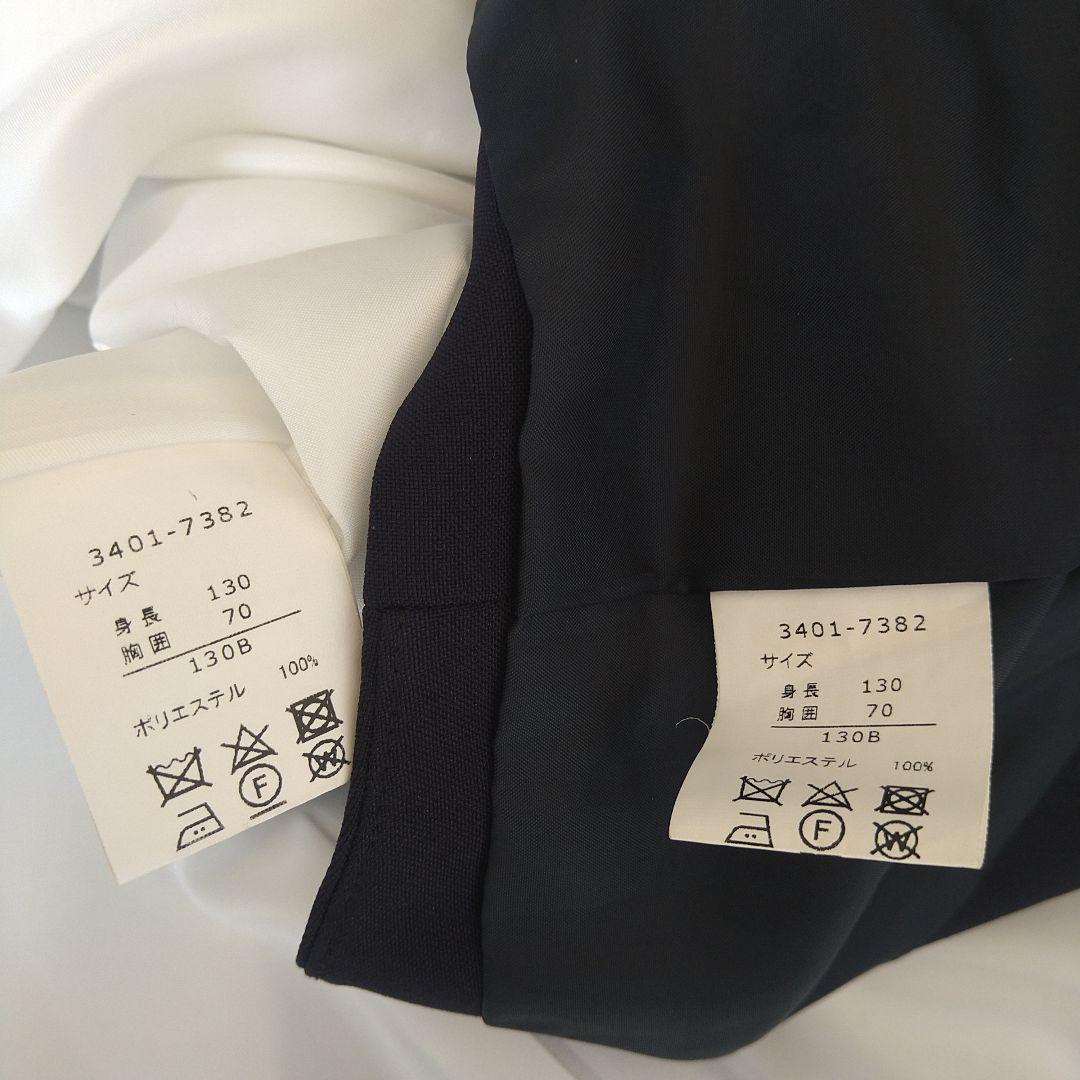 3401-7382
サイズ
身長 130
胸囲 70
130B
ポリエステル 100%
F
W
3401-7382
サイズ
身長 130
胸囲 70
130B
ポリエステル 100%
F
W